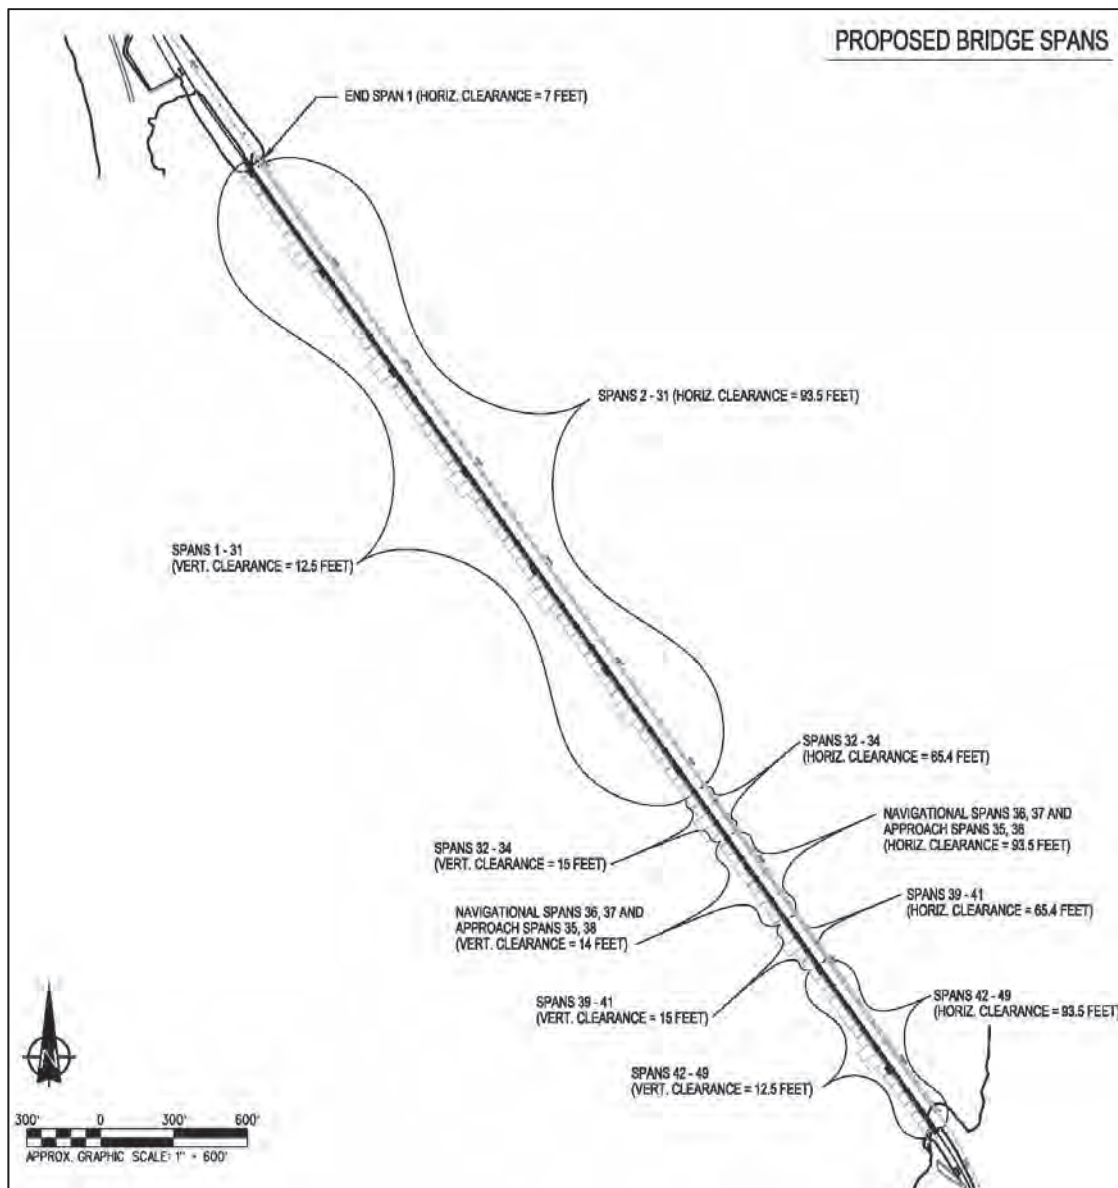 PROPOSED BRIDGE SPANS
END SPAN 1 (HORIZ. CLEARANCE = 7 FEET)
SPANS 2 - 31 (HORIZ. CLEARANCE = 93.5 FEET)
SPANS 1 - 31
(VERT. CLEARANCE = 12.5 FEET)
SPANS 32 - 34
(HORIZ. CLEARANCE = 65.4 FEET)
NAVIGATIONAL SPANS 36, 37 AND
APPROACH SPANS 35, 38
(HORIZ. CLEARANCE = 93.5 FEET)
SPANS 32 - 34
(VERT. CLEARANCE = 15 FEET)
SPANS 39 - 41
(HORIZ. CLEARANCE = 65.4 FEET)
NAVIGATIONAL SPANS 36, 37 AND
APPROACH SPANS 35, 38
(VERT. CLEARANCE = 14 FEET)
SPANS 39 - 41
(VERT. CLEARANCE = 15 FEET)
SPANS 42 - 49
(HORIZ. CLEARANCE = 93.5 FEET)
SPANS 42 - 49
(VERT. CLEARANCE = 12.5 FEET)
N
300' 0 300' 600'
APPROX. GRAPHIC SCALE: 1" = 600'